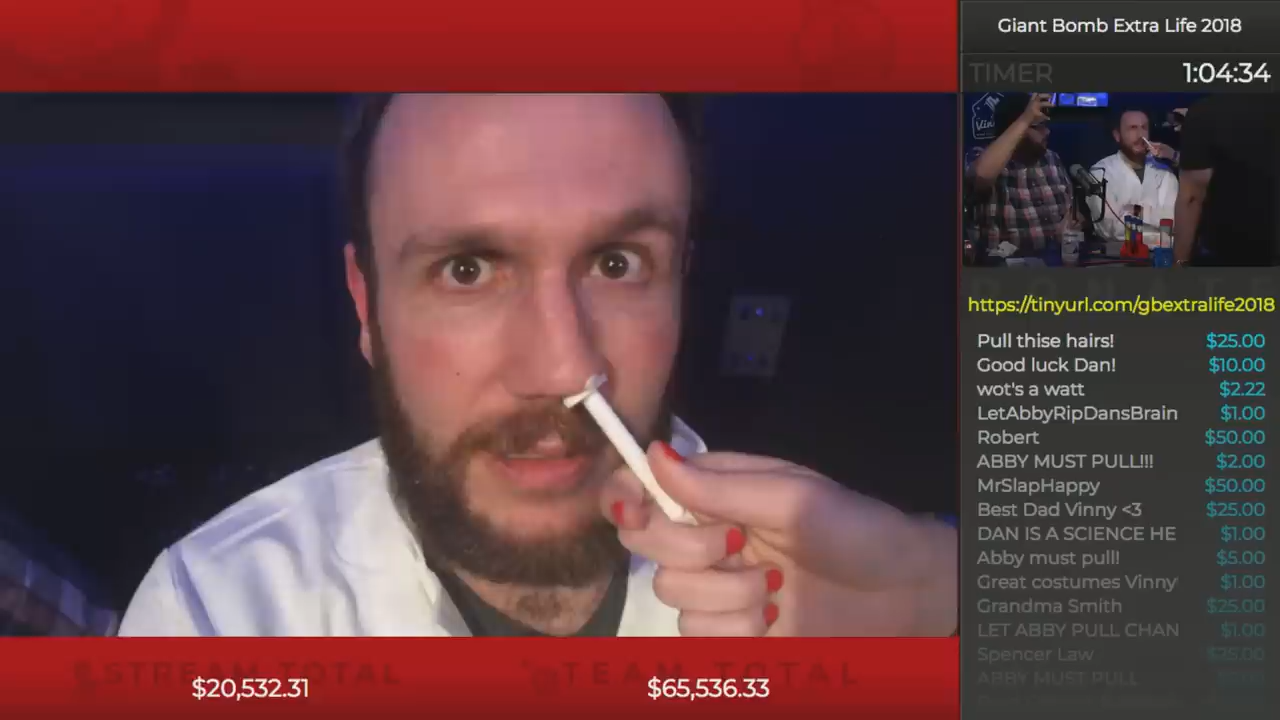 Giant Bomb Extra Life 2018
TIMER 1:04:34
https://tinyurl.com/gbextralife2018
Pull thise hairs! $25.00
Good luck Dan! $10.00
wot's a watt $2.22
LetAbbyRipDansBrain $1.00
Robert $50.00
ABBY MUST PULL!!! $2.00
MrSlapHappy $50.00
Best Dad Vinny <3 $25.00
DAN IS A SCIENCE HE $1.00
Abby must pull! $5.00
Great costumes Vinny $1.00
Grandma Smith $25.00
LET ABBY PULL CHAN $1.00
Spencer Law $25.00
ABBY MUST PULL
STREAM TOTAL TEAM TOTAL
$20,532.31 $65,536.33